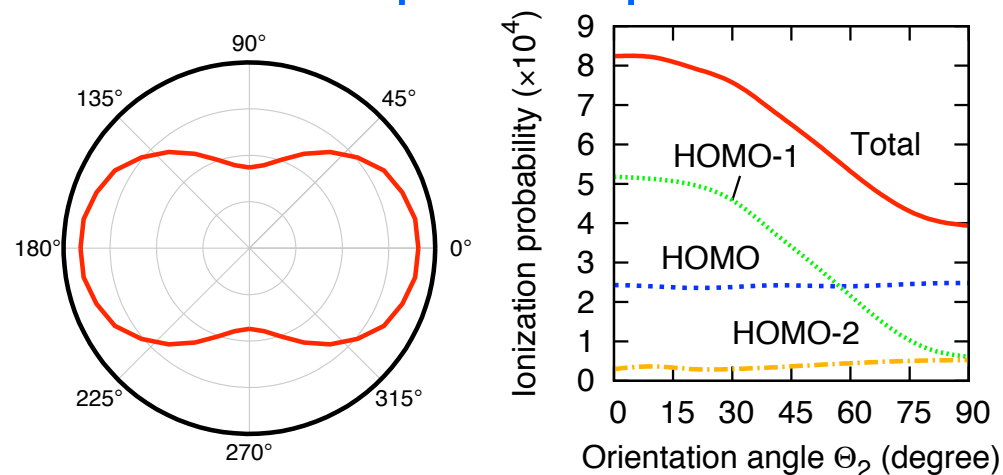 90°
135°
45°
180°
0°
225°
315°
270°
Ionization probability (×10⁴)
9
8
7
6
5
4
3
2
1
0
Total
HOMO-1
HOMO
HOMO-2
0 15 30 45 60 75 90
Orientation angle Θ₂ (degree)